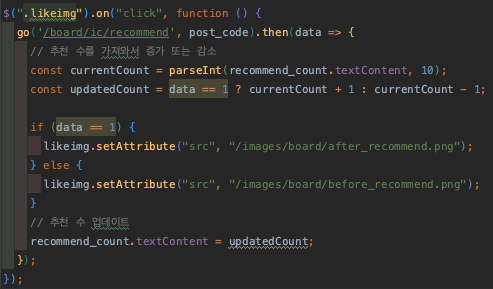 $(".likeimg").on("click", function () {
  go('/board/ic/recommend', post_code).then(data => {
    // 추천 수를 가져와서 증가 또는 감소
    const currentCount = parseInt(recommend_count.textContent, 10);
    const updatedCount = data == 1 ? currentCount + 1 : currentCount - 1;

    if (data == 1) {
      likeimg.setAttribute("src", "/images/board/after_recommend.png");
    } else {
      likeimg.setAttribute("src", "/images/board/before_recommend.png");
    }
    // 추천 수 업데이트
    recommend_count.textContent = updatedCount;
  });
});